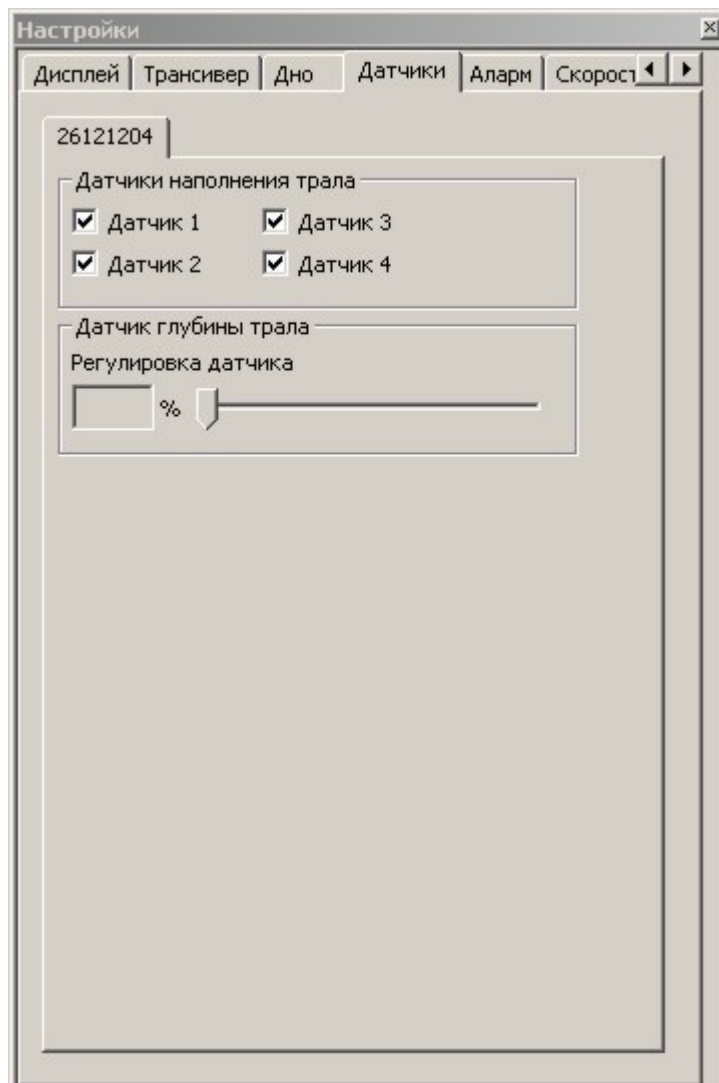 Настройки
Дисплей Трансивер Дно Датчики Аларм Скорост
26121204
Датчики наполнения трала
Датчик 1 Датчик 3
Датчик 2 Датчик 4
Датчик глубины трала
Регулировка датчика
%